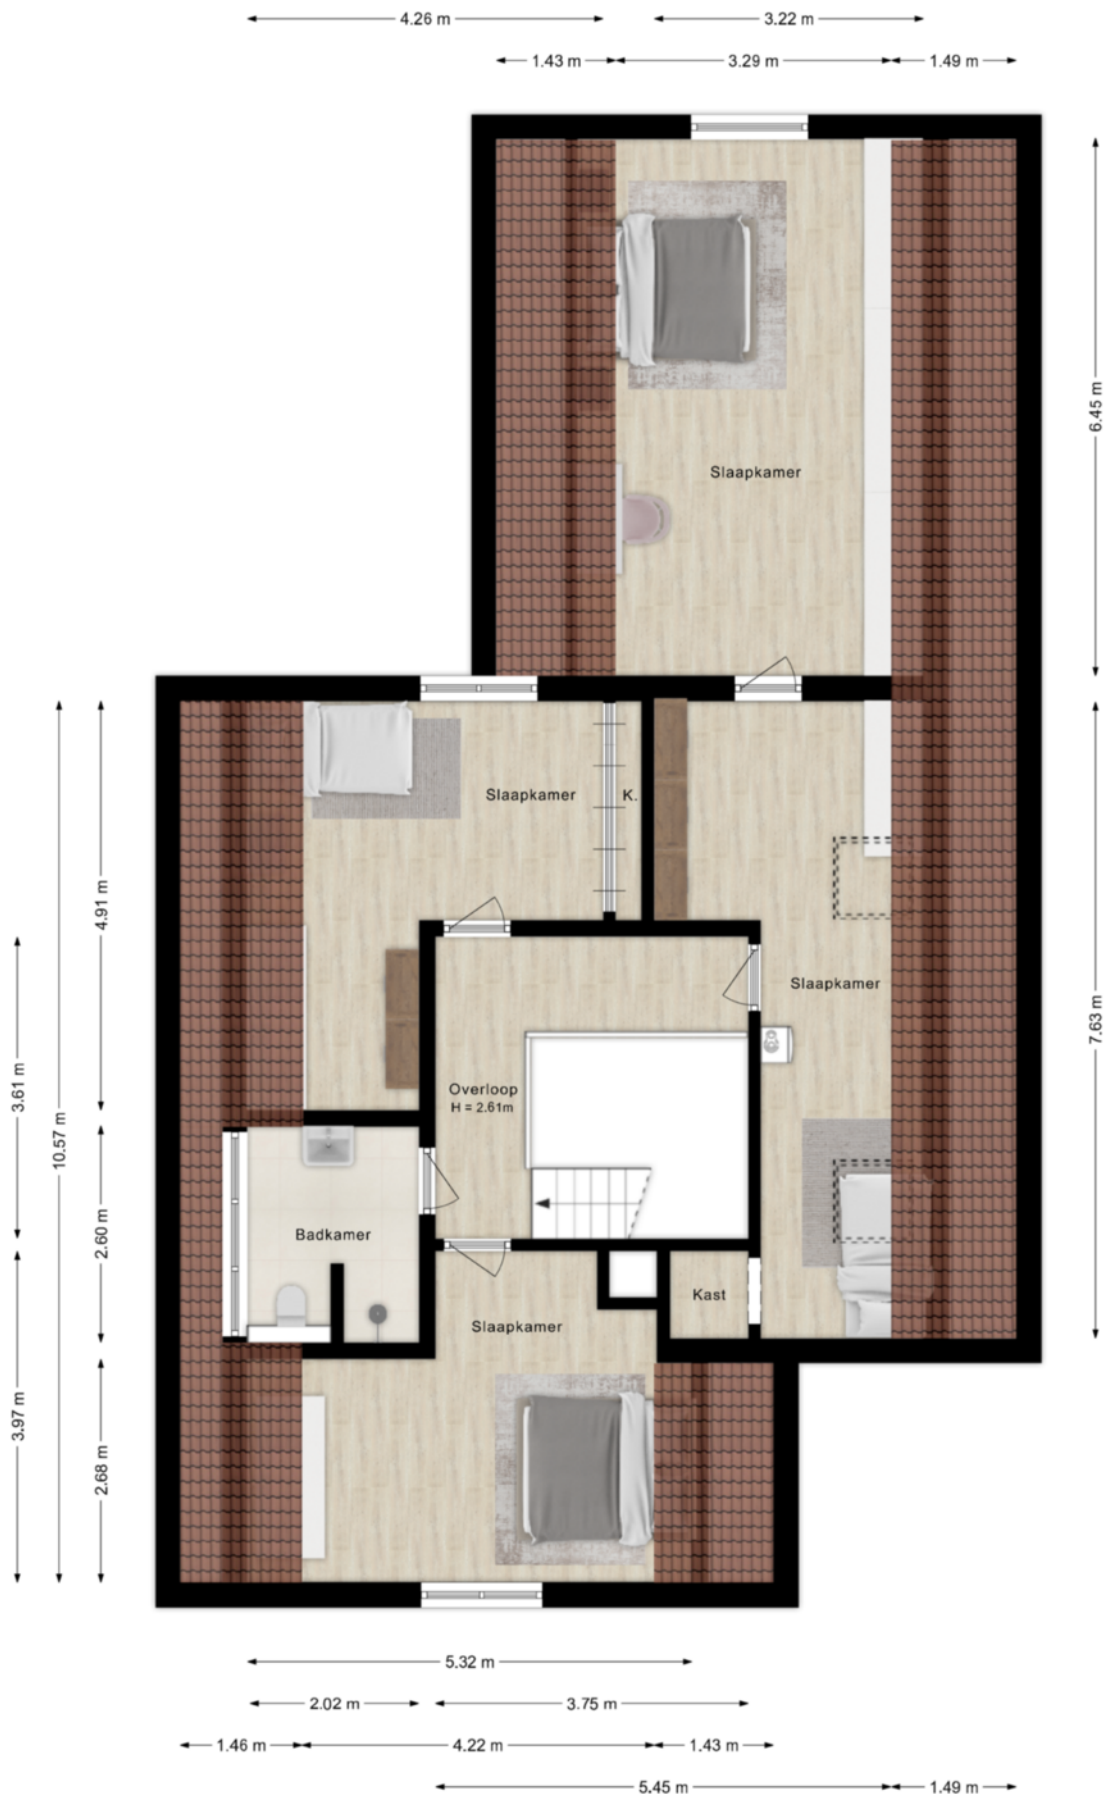 4.26 m
3.22 m
1.43 m
3.29 m
1.49 m
6.45 m
Slaapkamer
Slaapkamer
K.
4.91 m
10.57 m
3.61 m
7.63 m
Slaapkamer
Overloop
H = 2.61m
2.60 m
Badkamer
Kast
Slaapkamer
3.97 m
2.68 m
5.32 m
2.02 m
3.75 m
1.46 m
4.22 m
1.43 m
5.45 m
1.49 m